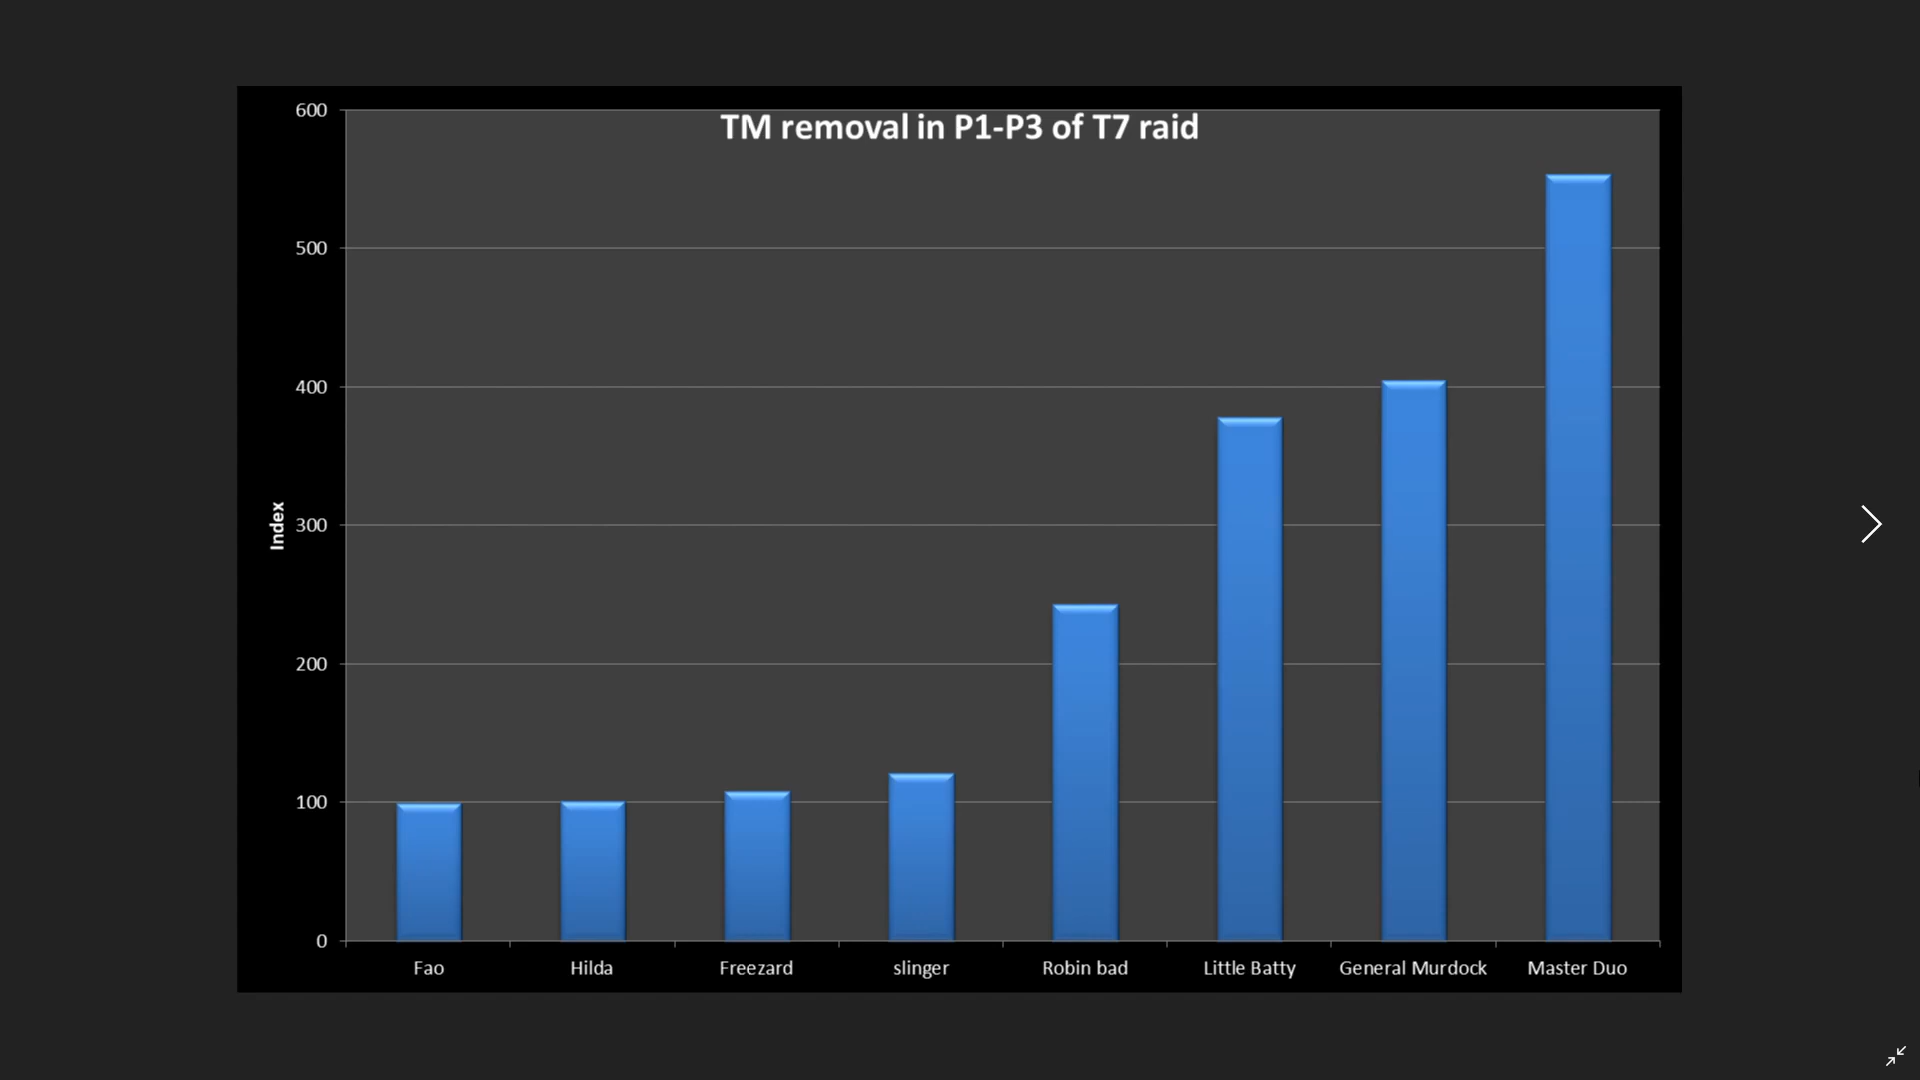 TM removal in P1-P3 of T7 raid
600
500
400
300
200
100
0
Index
Fao Hilda Freezard slinger Robin bad Little Batty General Murdock Master Duo